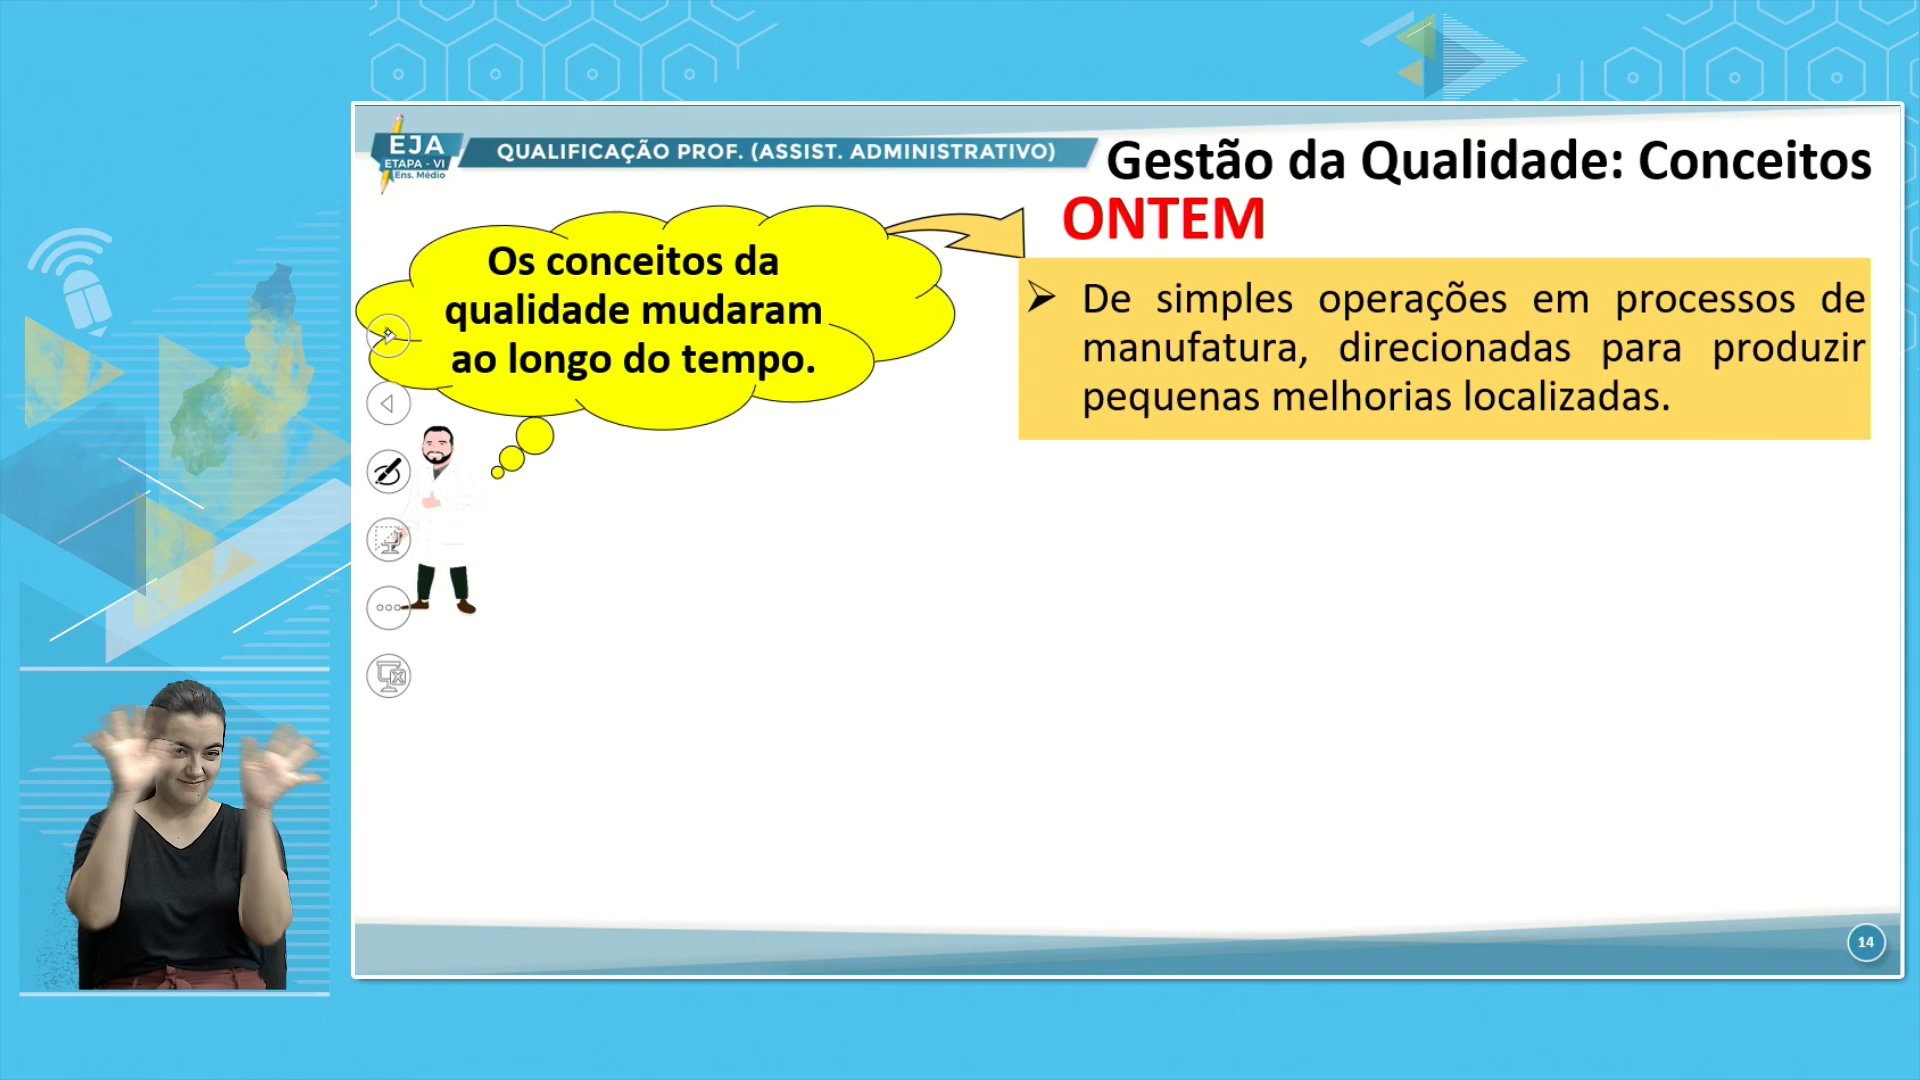 EJA
ETAPA - VI
Ens. Médio
QUALIFICAÇÃO PROF. (ASSIST. ADMINISTRATIVO)
Gestão da Qualidade: Conceitos
ONTEM
Os conceitos da
qualidade mudaram
ao longo do tempo.
➢ De simples operações em processos de
manufatura, direcionadas para produzir
pequenas melhorias localizadas.
14